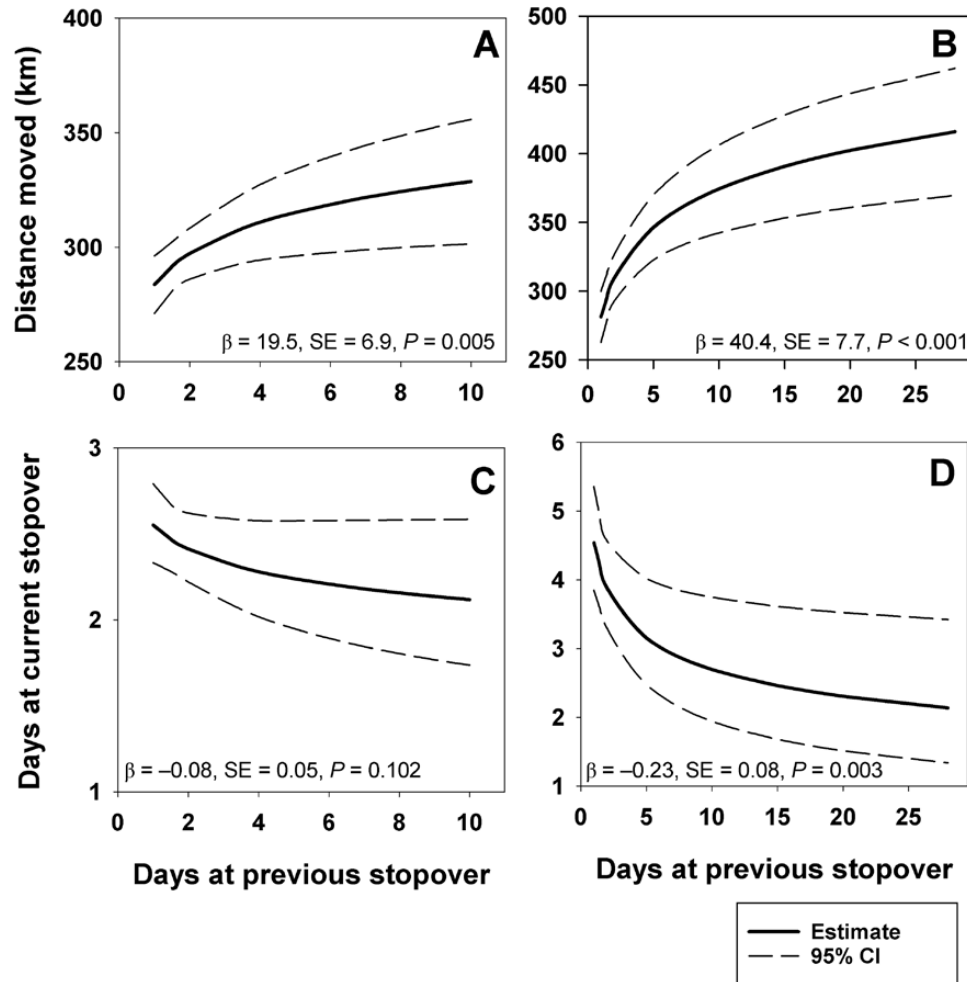 400
350
300
250
Distance moved (km)
A
β = 19.5, SE = 6.9, P = 0.005
0 2 4 6 8 10
500
450
400
350
300
250
B
β = 40.4, SE = 7.7, P < 0.001
0 5 10 15 20 25
3
2
1
Days at current stopover
C
β = –0.08, SE = 0.05, P = 0.102
0 2 4 6 8 10
Days at previous stopover
6
5
4
3
2
1
D
β = –0.23, SE = 0.08, P = 0.003
0 5 10 15 20 25
Days at previous stopover
Estimate
95% CI